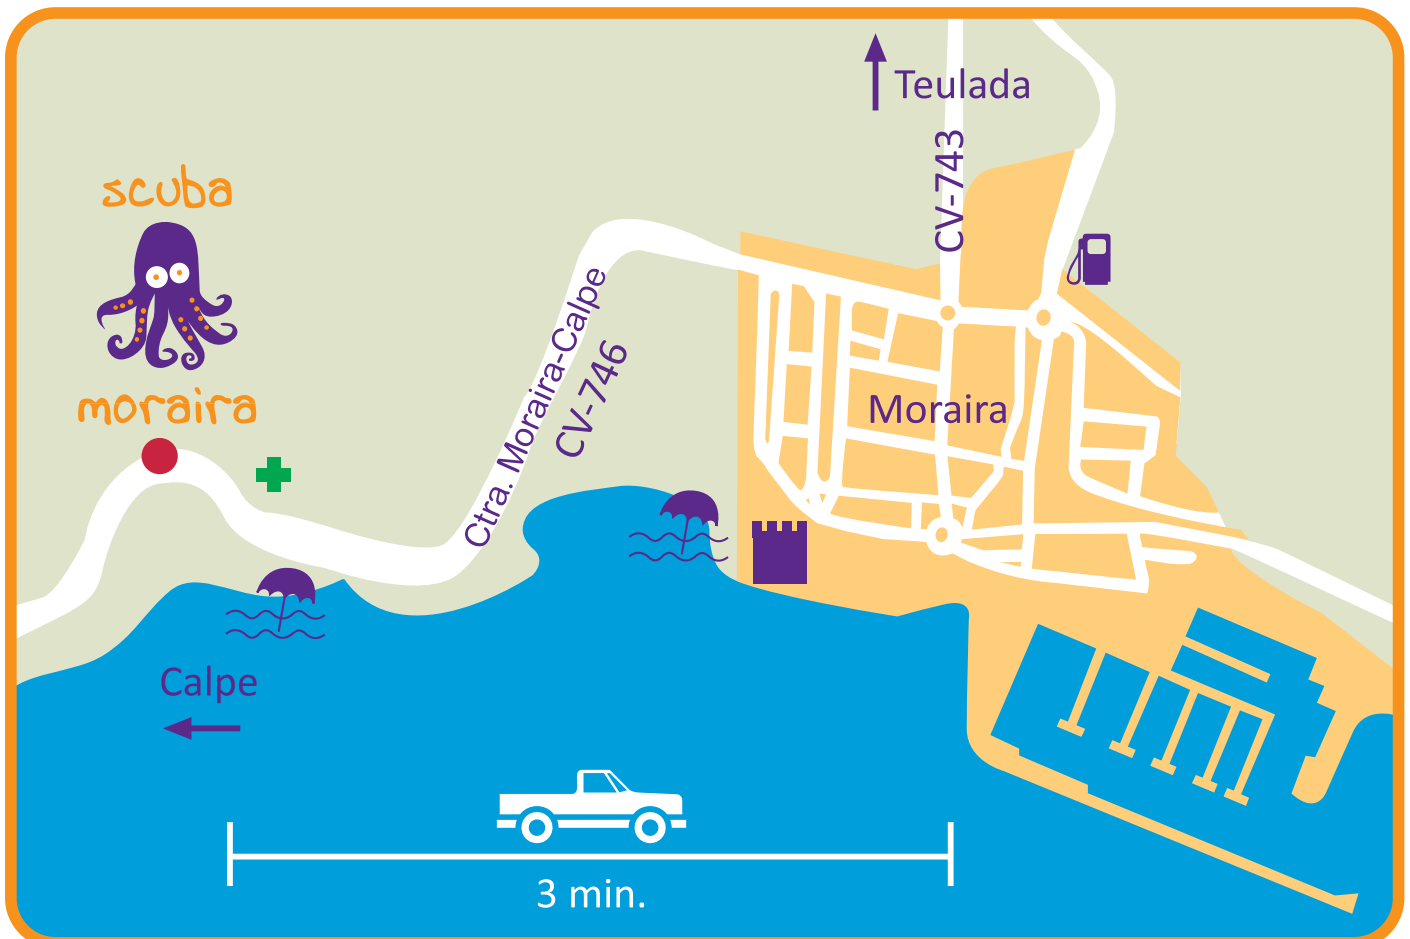 Teulada
CV-743
scuba
moraira
Ctra. Moraira-Calpe
CV-746
Moraira
Calpe
3 min.